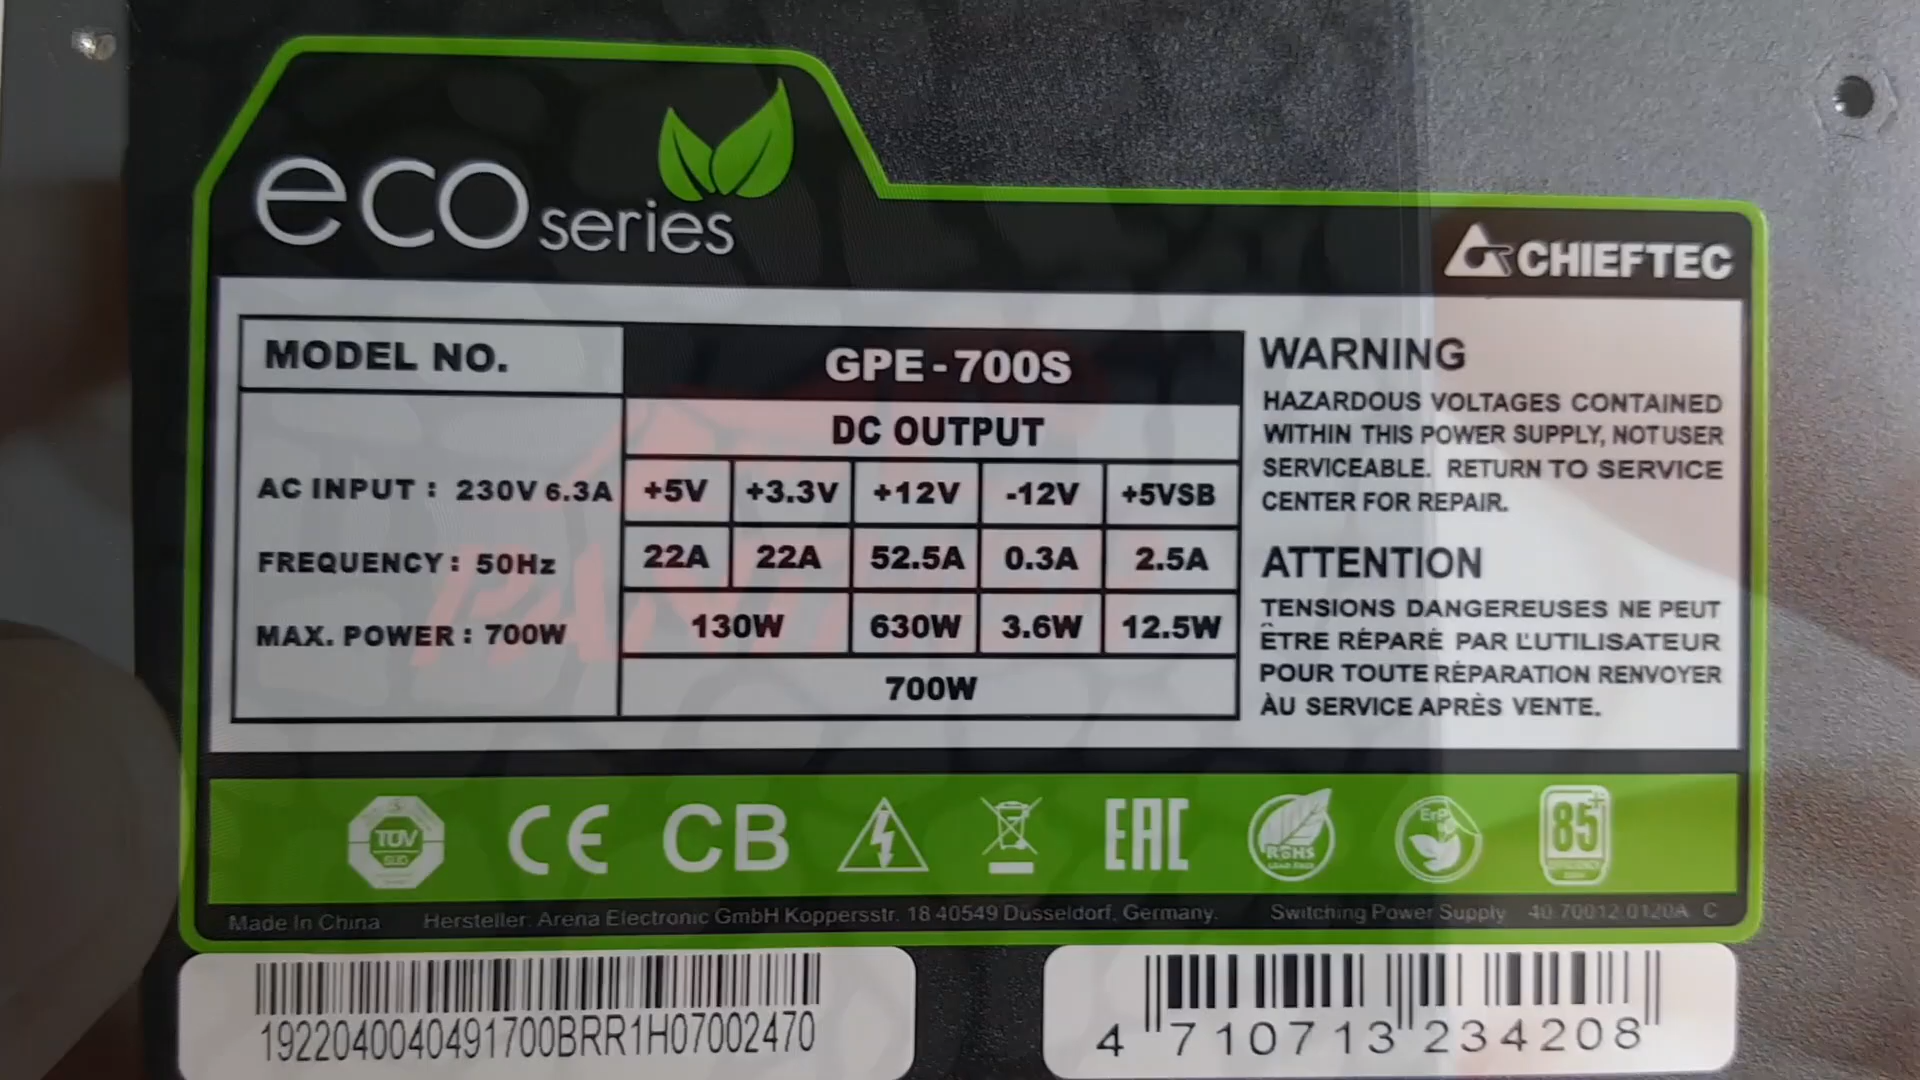 eco series
CHIEFTEC
MODEL NO.
GPE-700S
DC OUTPUT
AC INPUT : 230V 6.3A
+5V +3.3V +12V -12V +5VSB
FREQUENCY : 50Hz
22A 22A 52.5A 0.3A 2.5A
MAX. POWER : 700W
130W 630W 3.6W 12.5W
700W
WARNING
HAZARDOUS VOLTAGES CONTAINED
WITHIN THIS POWER SUPPLY, NOT USER
SERVICEABLE. RETURN TO SERVICE
CENTER FOR REPAIR.
ATTENTION
TENSIONS DANGEREUSES NE PEUT
ÊTRE RÉPARÉ PAR L'UTILISATEUR
POUR TOUTE RÉPARATION RENVOYER
ÀU SERVICE APRÈS VENTE.
TÜV
SÜD
CE
CB
EAC
RoHS
ErP
85+
Made In China
Hersteller: Arena Electronic GmbH Koppersstr. 18 40549 Düsseldorf, Germany.
Switching Power Supply 40.70012.0120A C
1922040040491700BRR1H07002470
4 710713 234208